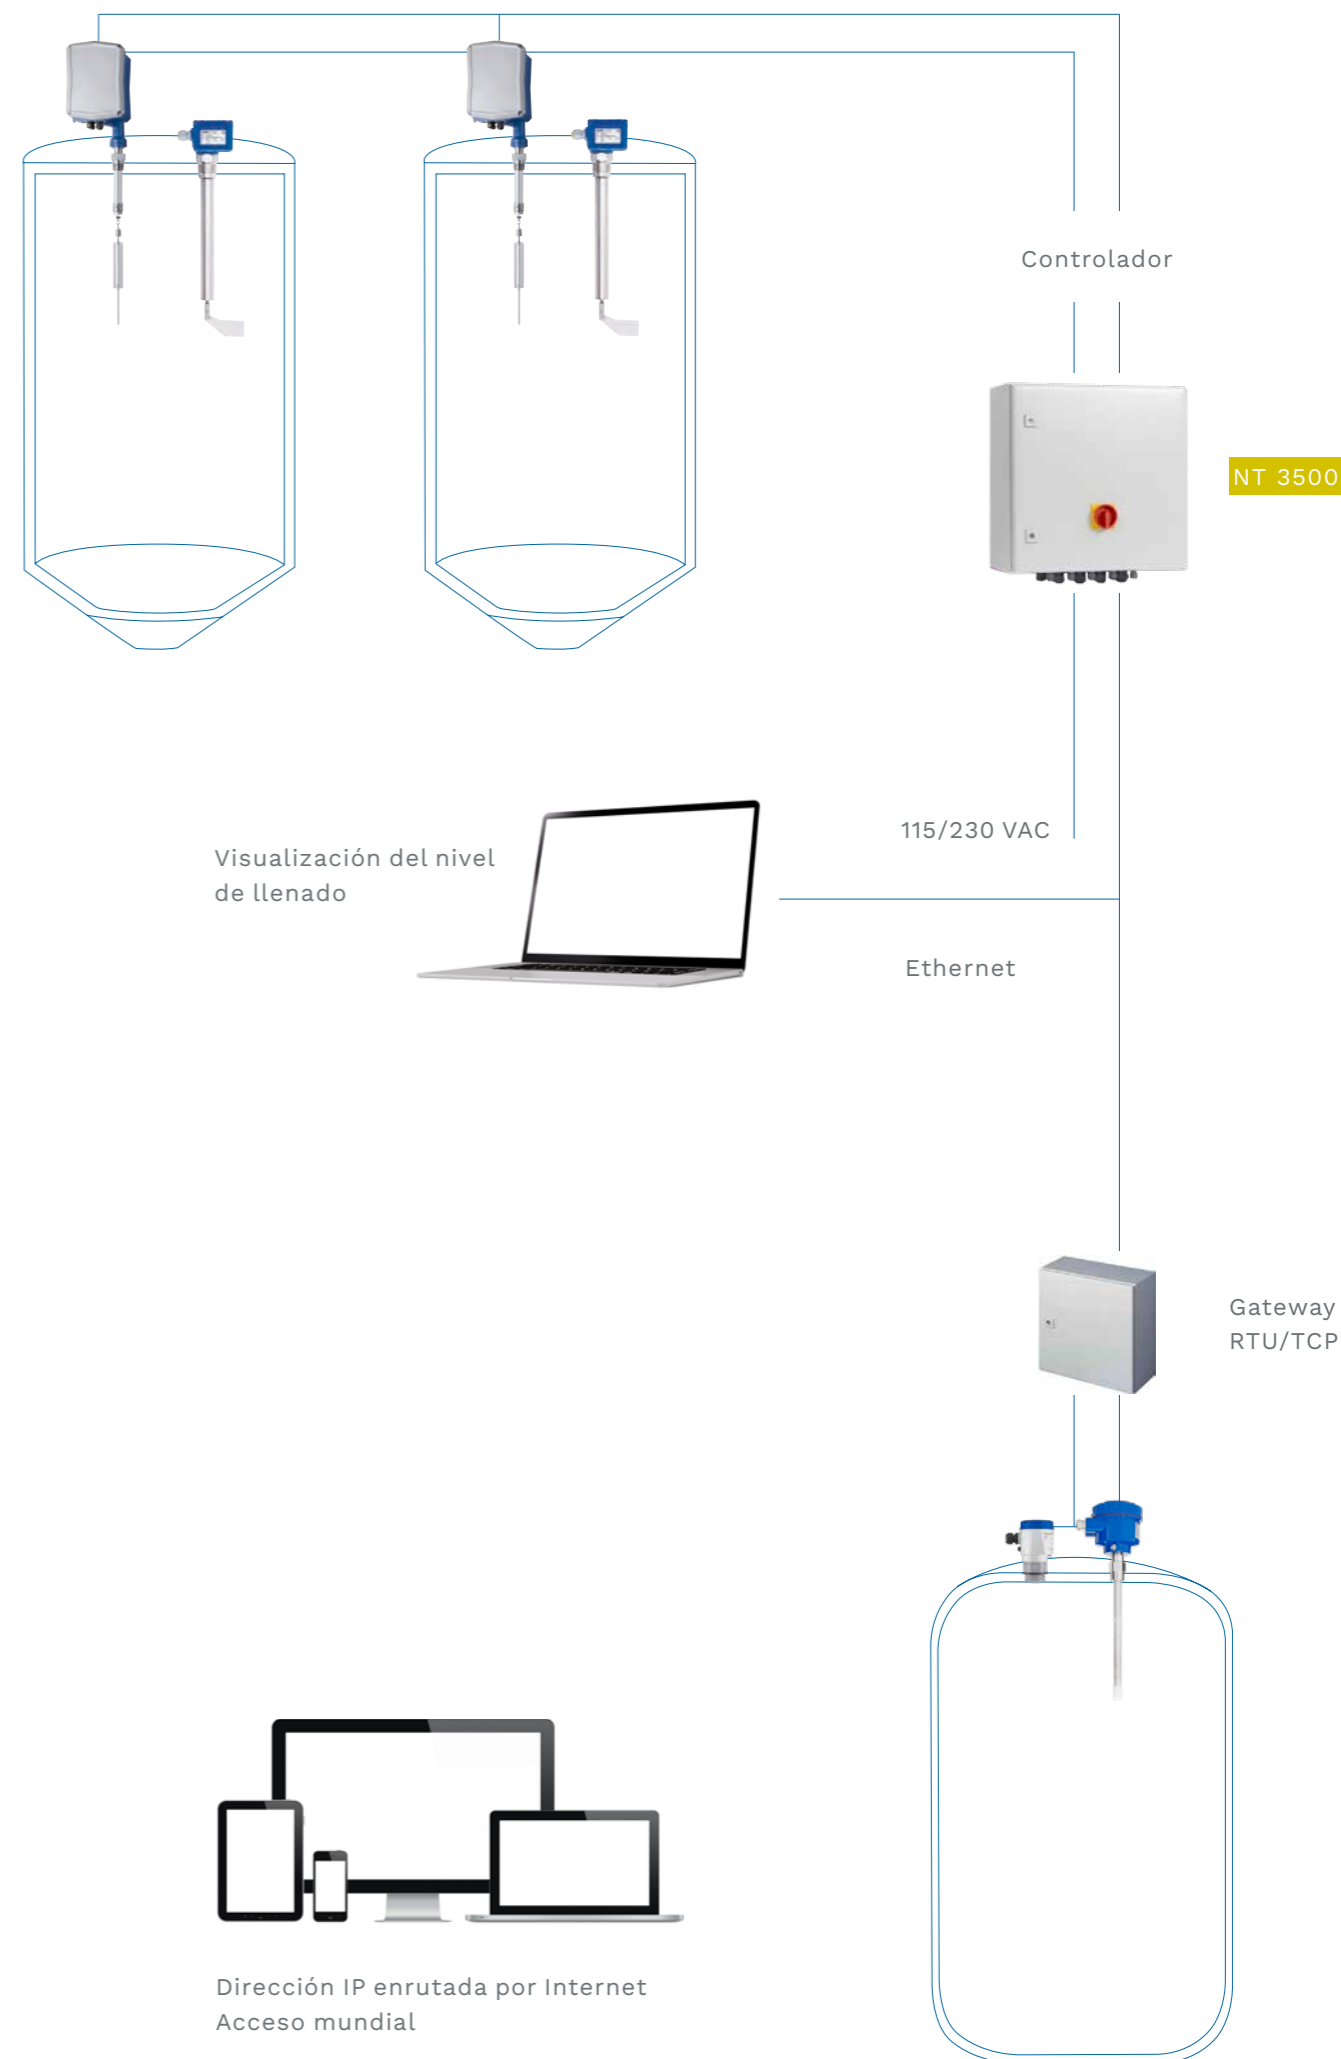 Controlador
NT 3500
115/230 VAC
Visualización del nivel
de llenado
Ethernet
Gateway
RTU/TCP
Dirección IP enrutada por Internet
Acceso mundial